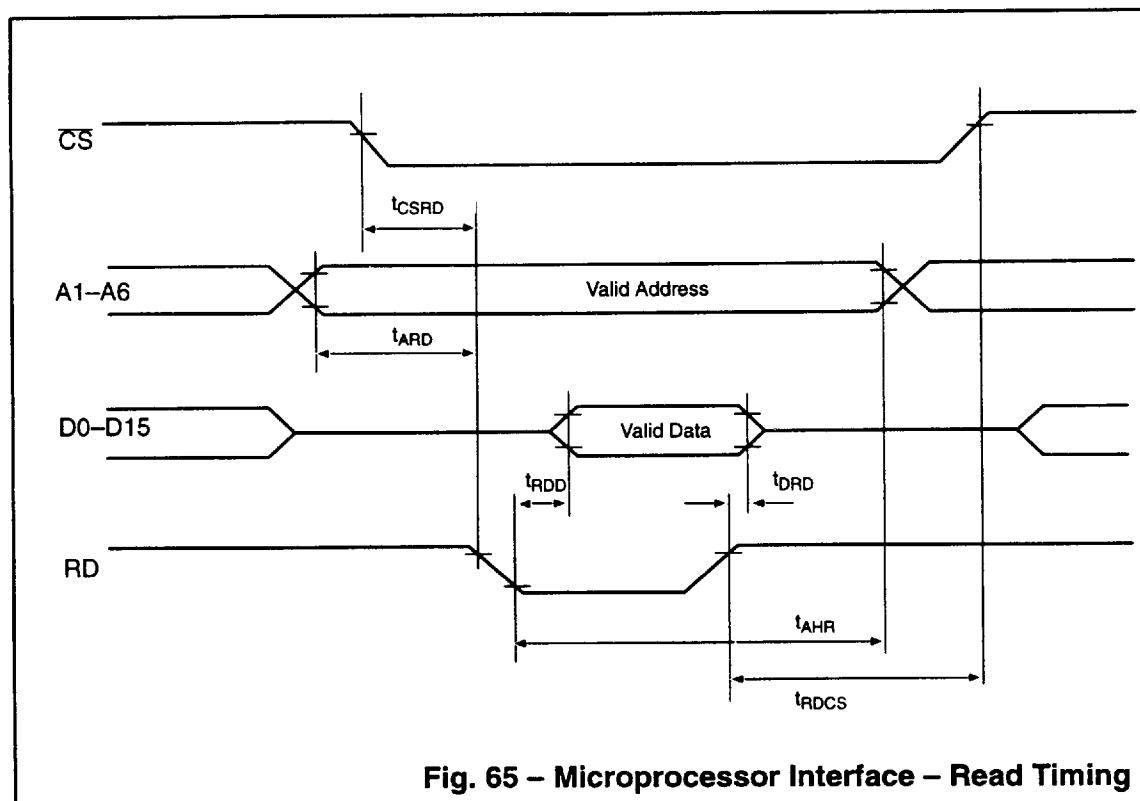 CS
tCSRD
A1–A6
Valid Address
tARD
D0–D15
Valid Data
tRDD
tDRD
RD
tAHR
tRDCS
Fig. 65 – Microprocessor Interface – Read Timing